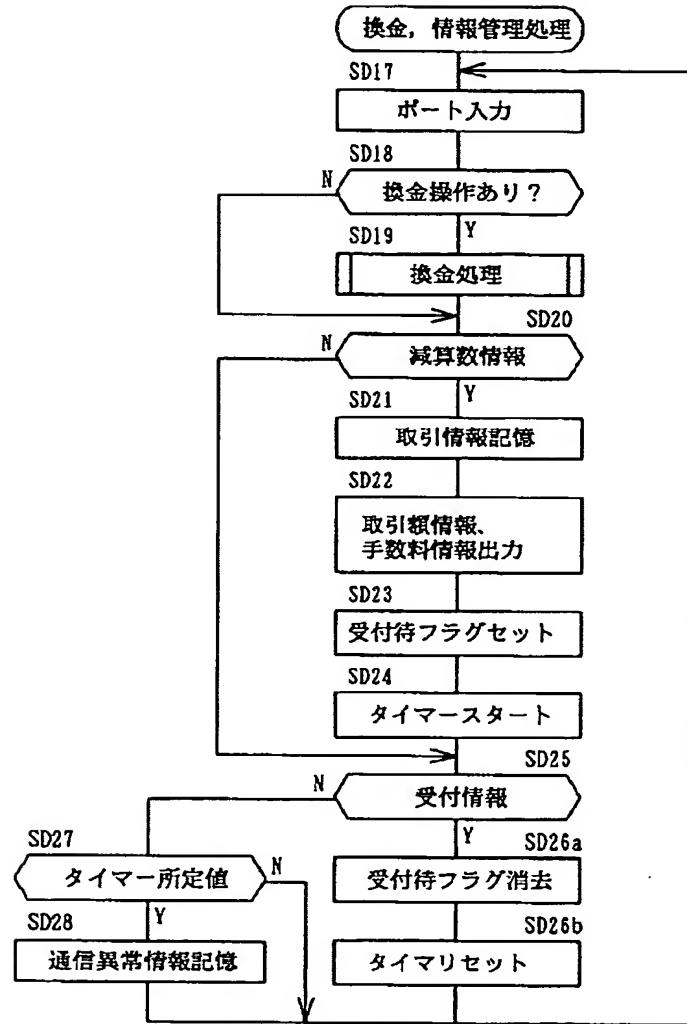 換金，情報管理処理
SD17
ポート入力
SD18
N
換金操作あり？
Y
SD19
換金処理
SD20
N
減算数情報
Y
SD21
取引情報記憶
SD22
取引額情報、
手数料情報出力
SD23
受付待フラグセット
SD24
タイマースタート
SD25
N
受付情報
Y
SD27
SD26a
タイマー所定値
N
受付待フラグ消去
Y
SD28
SD26b
通信異常情報記憶
タイマリセット